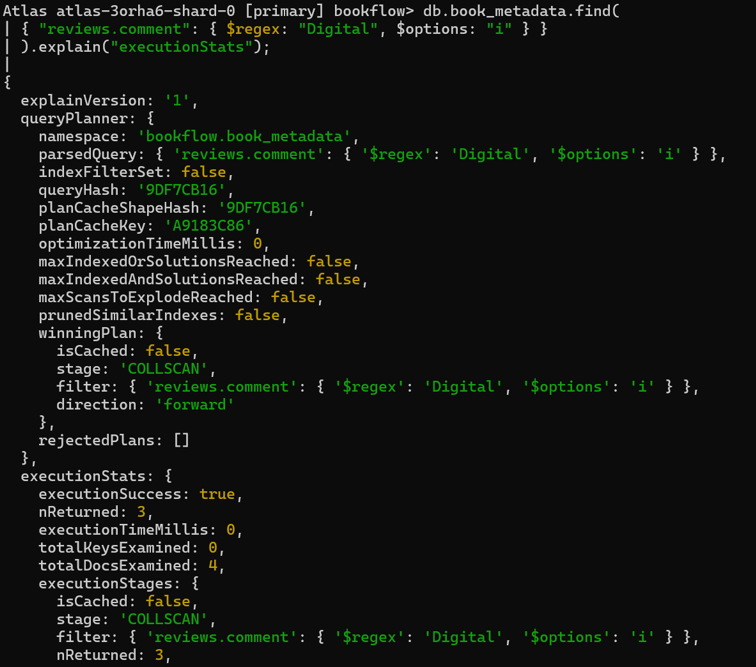 Atlas atlas-3orha6-shard-0 [primary] bookflow> db.book_metadata.find(
| { "reviews.comment": { $regex: "Digital", $options: "i" } }
| ).explain("executionStats");
|
{
  explainVersion: '1',
  queryPlanner: {
    namespace: 'bookflow.book_metadata',
    parsedQuery: { 'reviews.comment': { '$regex': 'Digital', '$options': 'i' } },
    indexFilterSet: false,
    queryHash: '9DF7CB16',
    planCacheShapeHash: '9DF7CB16',
    planCacheKey: 'A9183C86',
    optimizationTimeMillis: 0,
    maxIndexedOrSolutionsReached: false,
    maxIndexedAndSolutionsReached: false,
    maxScansToExplodeReached: false,
    prunedSimilarIndexes: false,
    winningPlan: {
      isCached: false,
      stage: 'COLLSCAN',
      filter: { 'reviews.comment': { '$regex': 'Digital', '$options': 'i' } },
      direction: 'forward'
    },
    rejectedPlans: []
  },
  executionStats: {
    executionSuccess: true,
    nReturned: 3,
    executionTimeMillis: 0,
    totalKeysExamined: 0,
    totalDocsExamined: 4,
    executionStages: {
      isCached: false,
      stage: 'COLLSCAN',
      filter: { 'reviews.comment': { '$regex': 'Digital', '$options': 'i' } },
      nReturned: 3,